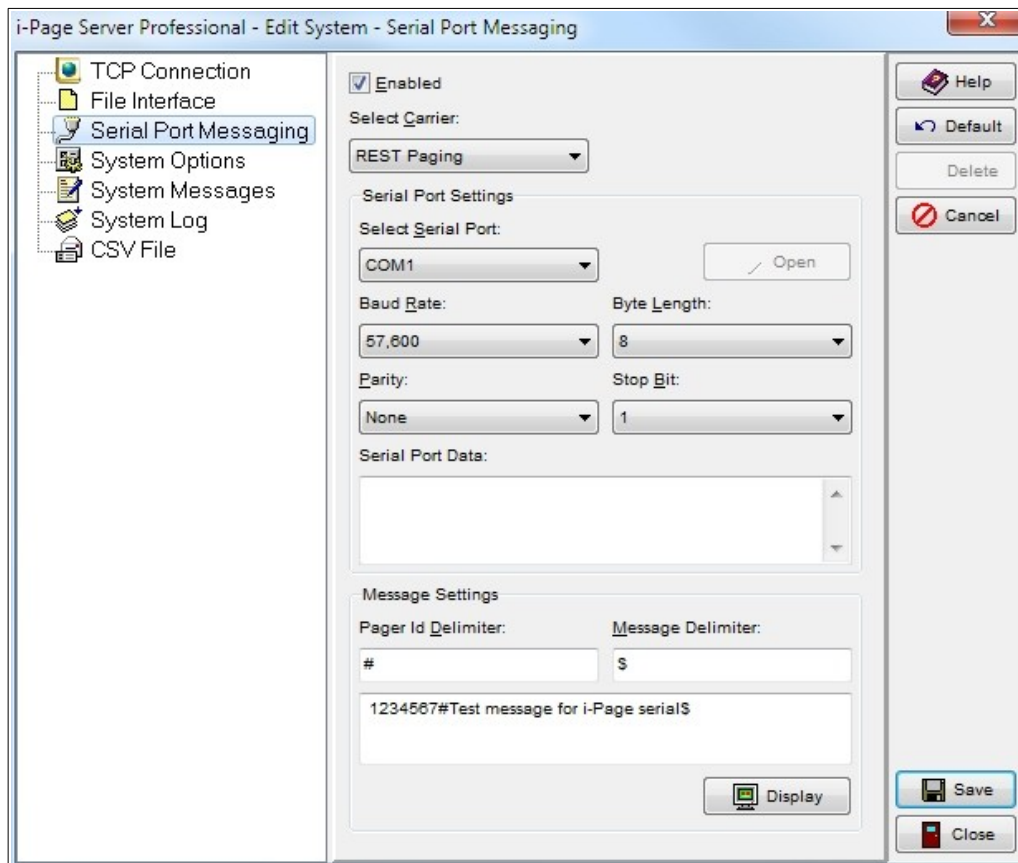 i-Page Server Professional - Edit System - Serial Port Messaging
X
TCP Connection
File Interface
Serial Port Messaging
System Options
System Messages
System Log
CSV File
Enabled
Select Carrier:
REST Paging
Serial Port Settings
Select Serial Port:
COM1
Open
Baud Rate:
Byte Length:
57,600
8
Parity:
Stop Bit:
None
1
Serial Port Data:
Message Settings
Pager Id Delimiter:
Message Delimiter:
#
$
1234567#Test message for i-Page serial$
Display
Help
Default
Delete
Cancel
Save
Close